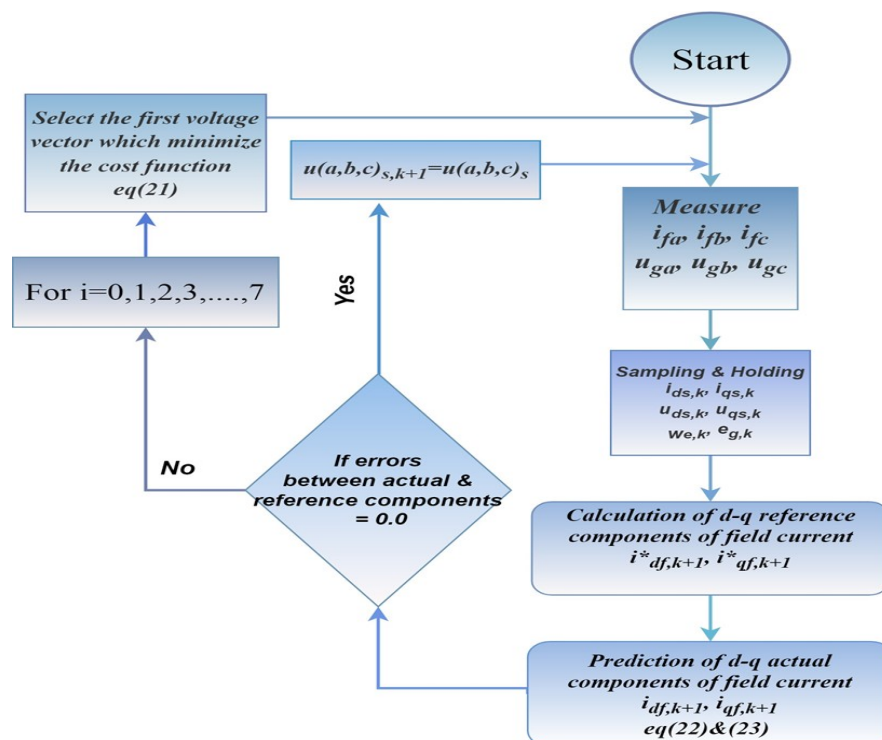 Start
Select the first voltage
vector which minimize
the cost function
eq(21)
u(a,b,c)s,k+1=u(a,b,c)s
Measure
ifa, ifb, ifc
uga, ugb, ugc
For i=0,1,2,3,....,7
Yes
Sampling & Holding
ids,k, iqs,k
uds,k, uqs,k
we,k, eg,k
No
If errors
between actual &
reference components
= 0.0
Calculation of d-q reference
components of field current
i*df,k+1, i*qf,k+1
Prediction of d-q actual
components of field current
idf,k+1, iqf,k+1
eq(22)&(23)